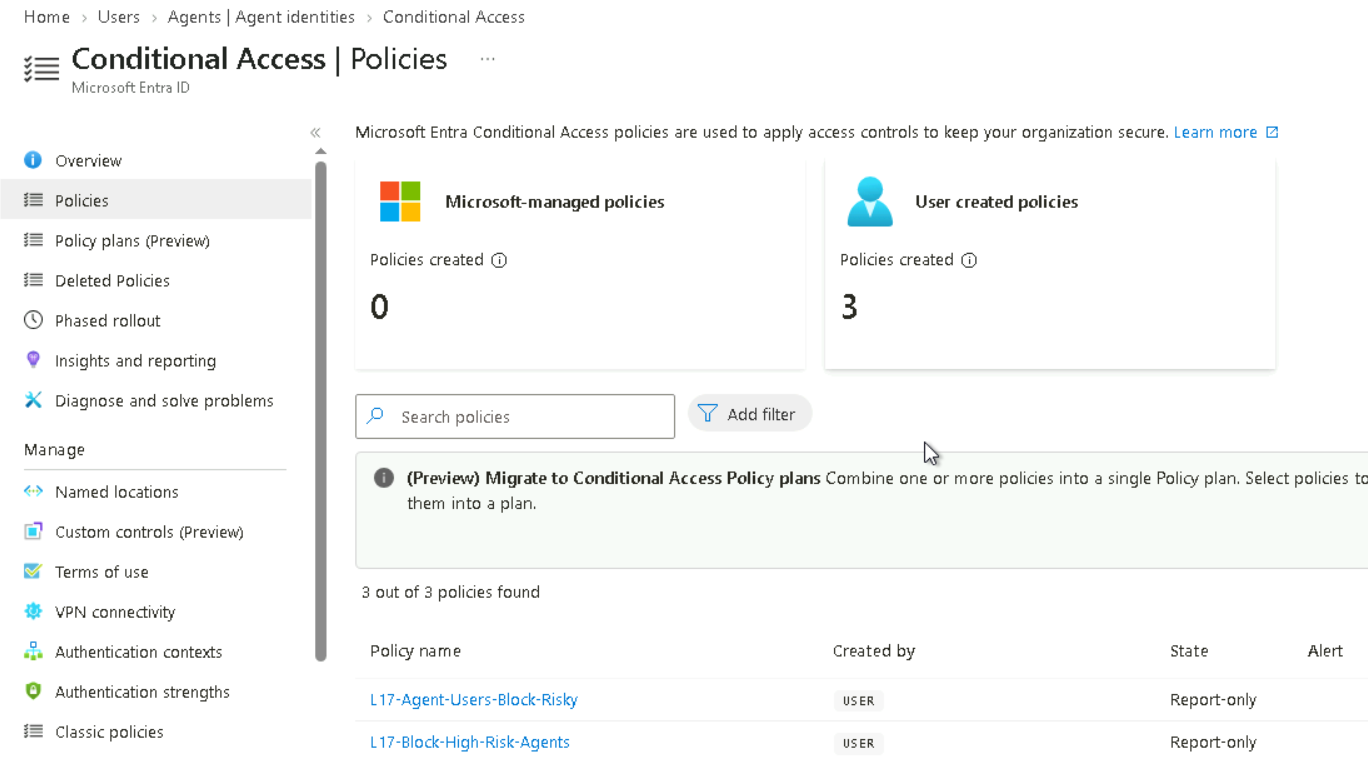 Home > Users > Agents | Agent identities > Conditional Access
Conditional Access | Policies ...
Microsoft Entra ID
«
Overview
Policies
Policy plans (Preview)
Deleted Policies
Phased rollout
Insights and reporting
Diagnose and solve problems
Manage
Named locations
Custom controls (Preview)
Terms of use
VPN connectivity
Authentication contexts
Authentication strengths
Classic policies
Microsoft Entra Conditional Access policies are used to apply access controls to keep your organization secure. Learn more
Microsoft-managed policies
Policies created
0
User created policies
Policies created
3
Search policies
Add filter
(Preview) Migrate to Conditional Access Policy plans Combine one or more policies into a single Policy plan. Select policies to
them into a plan.
3 out of 3 policies found
Policy name Created by State Alert
L17-Agent-Users-Block-Risky USER Report-only
L17-Block-High-Risk-Agents USER Report-only